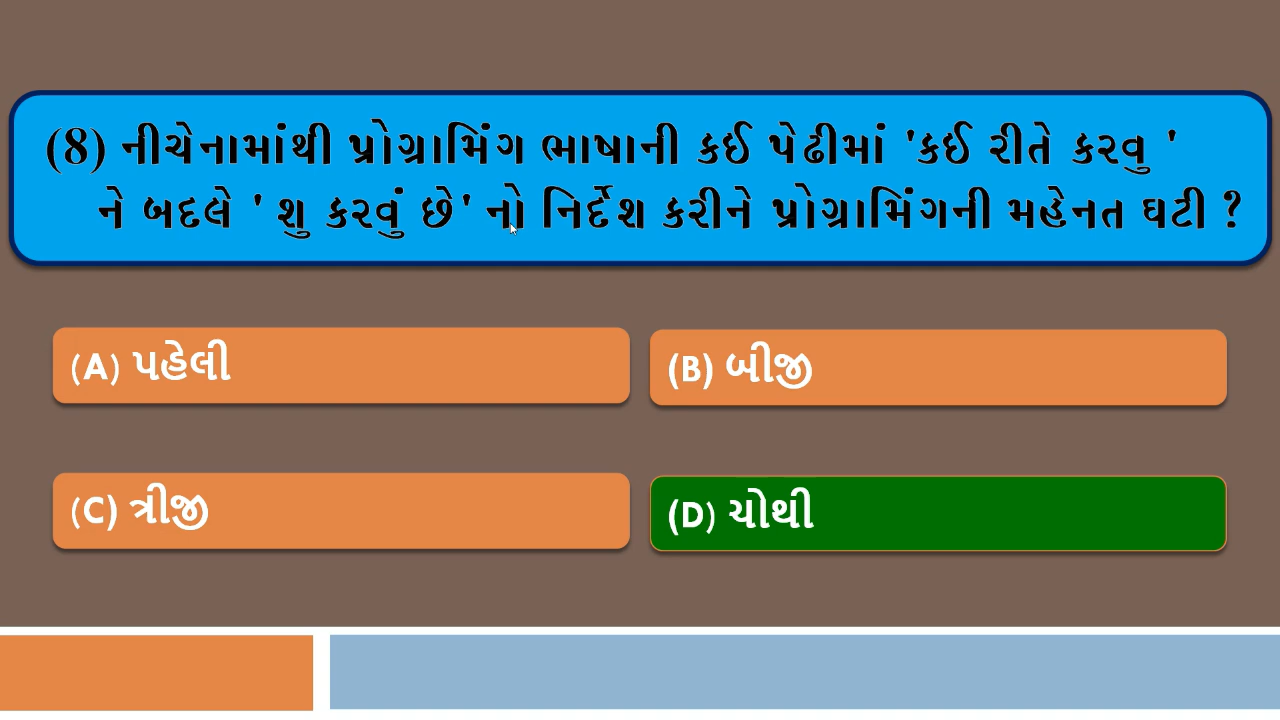 (8) નીચેનામાંથી પ્રોગ્રામિંગ ભાષાની કઈ પેઢીમાં 'કઈ રીતે કરવુ '
ને બદલે ' શુ કરવું છે' નો નિર્દેશ કરીને પ્રોગ્રામિંગની મહેનત ઘટી ?
(A) પહેલી
(B) બીજી
(C) ત્રીજી
(D) ચોથી